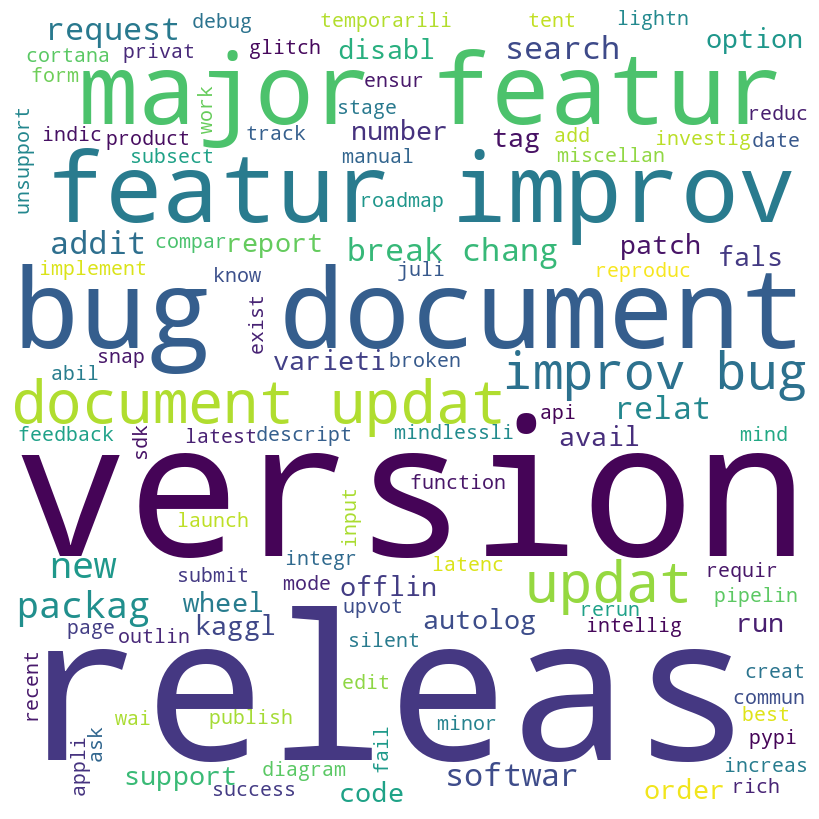 request
debug
temporarili
tent
lightn
option
cortana
privat
glitch
disabl
search
form
major featur
ensur
work
stage
reduc
unsupport
indic
product
track
number
tag
add
investig
date
subsect
manual
miscellan
featur improv
roadmap
addit
compar
report
break chang
patch
fals
implement
know
exist
juli
reproduc
bug document
snap
varieti
broken
improv bug
abil
document updat
api
relat
feedback
sdk
latest
descript
mindlessli
avail
mind
version
function
launch
input
new
integr
latenc
updat
requir
submit
mode
offlin
packag
wheel
upvot
rerun
pipelin
page
outlin
kaggl
silent
autolog
intellig
run
releas
recent
edit
creat
wai
publish
minor
commun
best
appli
ask
fail
pypi
support
diagram
softwar
increas
success
code
order
rich